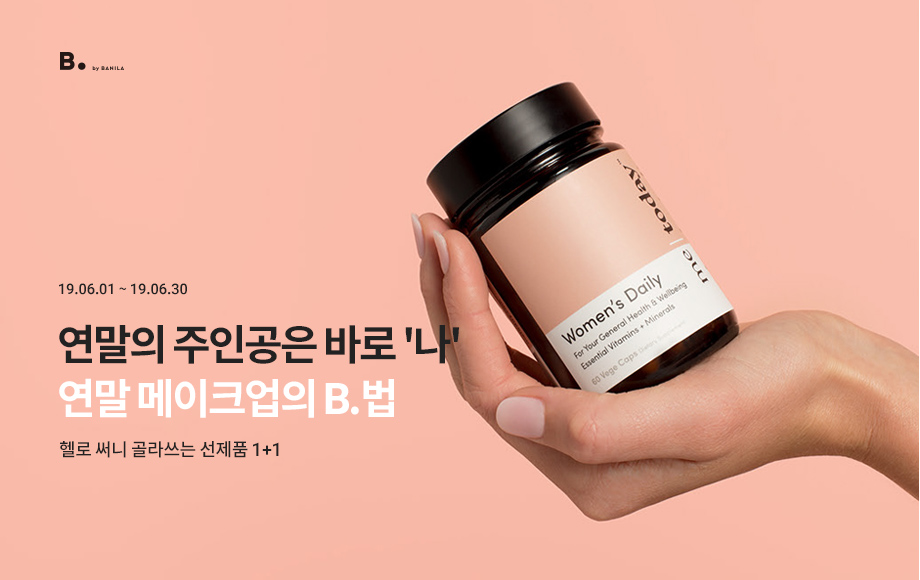 B. by BANILA
19.06.01 ~ 19.06.30
연말의 주인공은 바로 '나'
연말 메이크업의 B.법
헬로 써니 골라쓰는 선제품 1+1
me
today
Women's Daily
For Your General Health & Wellbeing
Essential Vitamins + Minerals
60 Vege Caps Dietary Supplement